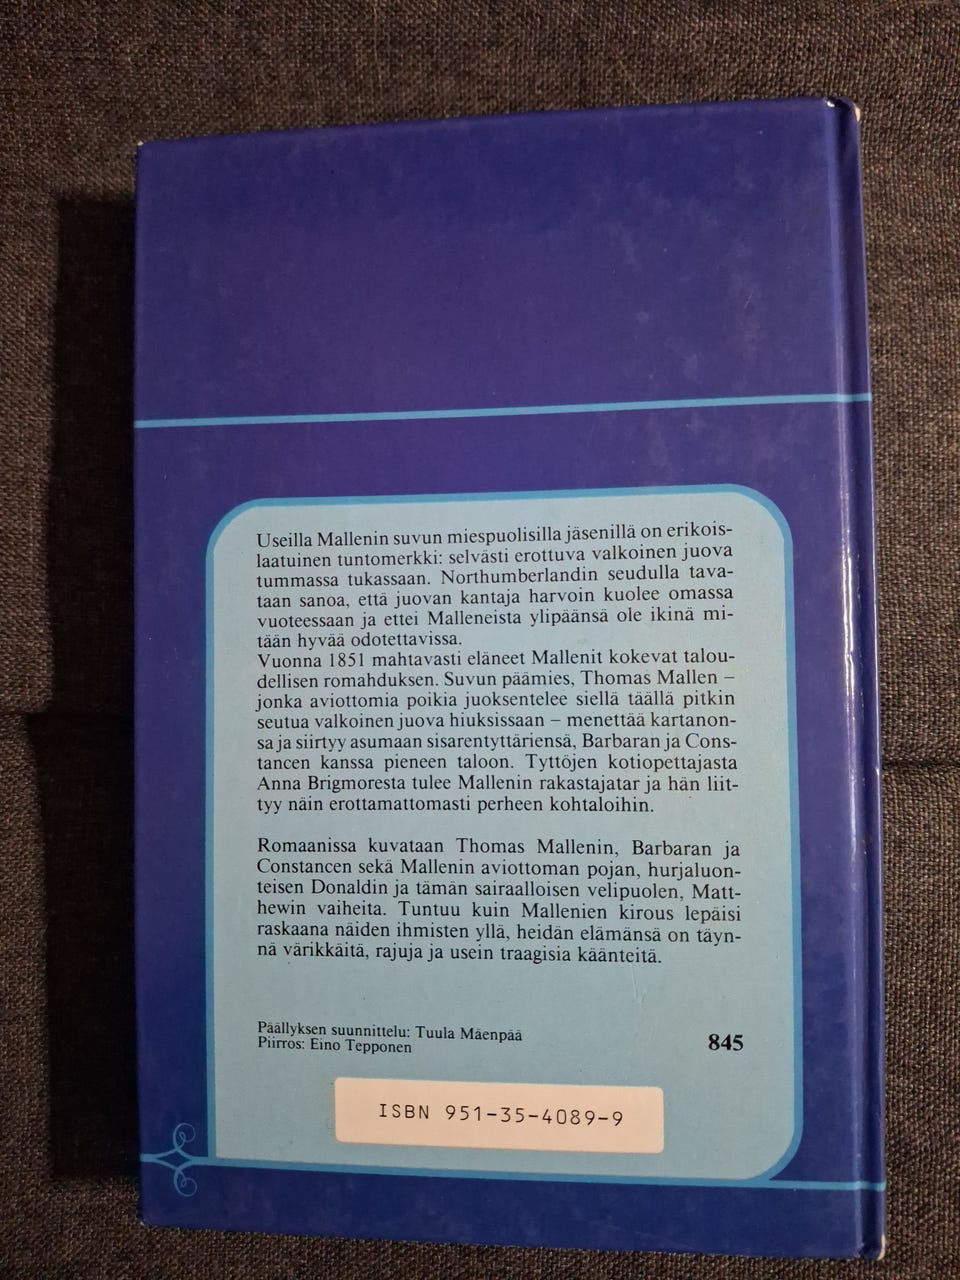 Useilla Mallenin suvun miespuolisilla jäsenillä on erikois-
laatuinen tuntomerkki: selvästi erottuva valkoinen juova
tummassa tukassaan. Northumberlandin seudulla tava-
taan sanoa, että juovan kantaja harvoin kuolee omassa
vuoteessaan ja ettei Malleneista ylipäänsä ole ikinä mi-
tään hyvää odotettavissa.
Vuonna 1851 mahtavasti eläneet Mallenit kokevat talou-
dellisen romahduksen. Suvun päämies, Thomas Mallen –
jonka aviottomia poikia juoksentelee siellä täällä pitkin
seutua valkoinen juova hiuksissaan – menettää kartanon-
sa ja siirtyy asumaan sisarentyttäriensä, Barbaran ja Cons-
tancen kanssa pieneen taloon. Tyttöjen kotiopettajasta
Anna Brigmoresta tulee Mallenin rakastajatar ja hän liit-
tyy näin erottamattomasti perheen kohtaloihin.
Romaanissa kuvataan Thomas Mallenin, Barbaran ja
Constancen sekä Mallenin aviottoman pojan, hurjaluon-
teisen Donaldin ja tämän sairaalloisen velipuolen, Matt-
hewin vaiheita. Tuntuu kuin Mallenien kirous lepäisi
raskaana näiden ihmisten yllä, heidän elämänsä on täyn-
nä värikkäitä, rajuja ja usein traagisia käänteitä.
Päällyksen suunnittelu: Tuula Mäenpää
Piirros: Eino Tepponen
845
ISBN 951-35-4089-9